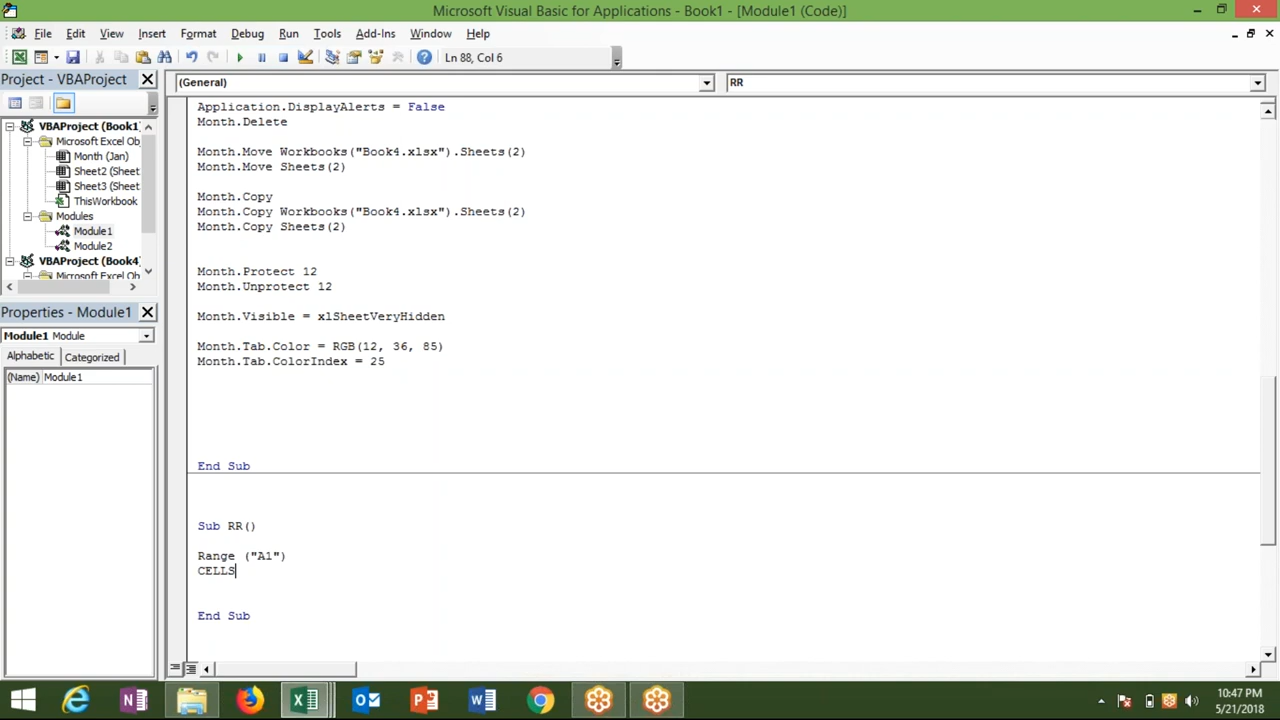 Microsoft Visual Basic for Applications - Book1 - [Module1 (Code)]
File Edit View Insert Format Debug Run Tools Add-Ins Window Help
Ln 88, Col 6
Project - VBAProject
(General)
RR
VBAProject (Book1)
Microsoft Excel Ob
Month (Jan)
Sheet2 (Sheet
Sheet3 (Sheet
ThisWorkbook
Modules
Module1
Module2
VBAProject (Book4
Microsoft Excel Ob
Properties - Module1
Module1 Module
Alphabetic Categorized
(Name) Module1
Application.DisplayAlerts = False
Month.Delete
Month.Move Workbooks("Book4.xlsx").Sheets(2)
Month.Move Sheets(2)
Month.Copy
Month.Copy Workbooks("Book4.xlsx").Sheets(2)
Month.Copy Sheets(2)
Month.Protect 12
Month.Unprotect 12
Month.Visible = xlSheetVeryHidden
Month.Tab.Color = RGB(12, 36, 85)
Month.Tab.ColorIndex = 25
End Sub
Sub RR()
Range ("A1")
CELLS
End Sub
10:47 PM
5/21/2018